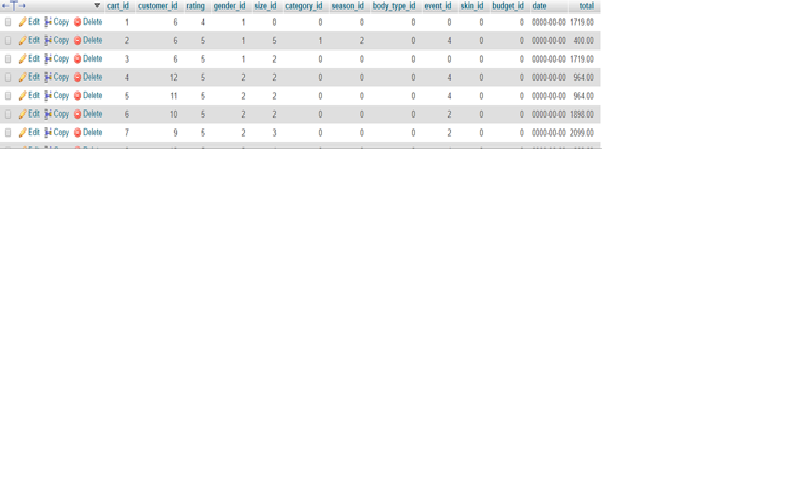 cart_id customer_id rating gender_id size_id category_id season_id body_type_id event_id skin_id budget_id date total
Edit Copy Delete 1 6 4 1 0 0 0 0 0 0 0 0000-00-00 1719.00
Edit Copy Delete 2 6 5 1 5 1 2 0 4 0 0 0000-00-00 400.00
Edit Copy Delete 3 6 5 1 2 0 0 0 0 0 0 0000-00-00 1719.00
Edit Copy Delete 4 12 5 2 2 0 0 0 4 0 0 0000-00-00 964.00
Edit Copy Delete 5 11 5 2 2 0 0 0 4 0 0 0000-00-00 964.00
Edit Copy Delete 6 10 5 2 2 0 0 0 2 0 0 0000-00-00 1898.00
Edit Copy Delete 7 9 5 2 3 0 0 0 2 0 0 0000-00-00 2099.00